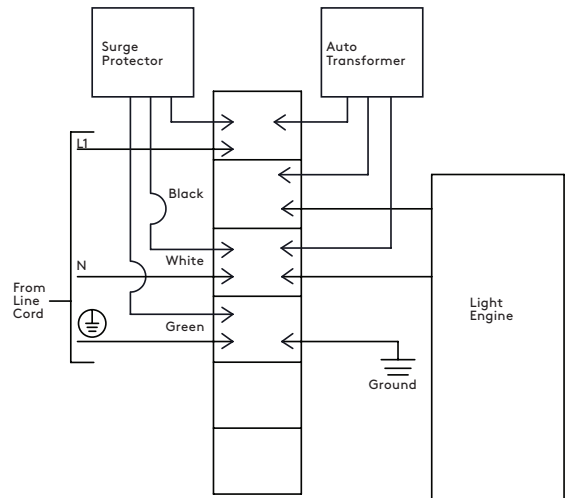 Surge
Protector
Auto
Transformer
L1
Black
White
N
From
Line
Cord
Green
Light
Engine
Ground